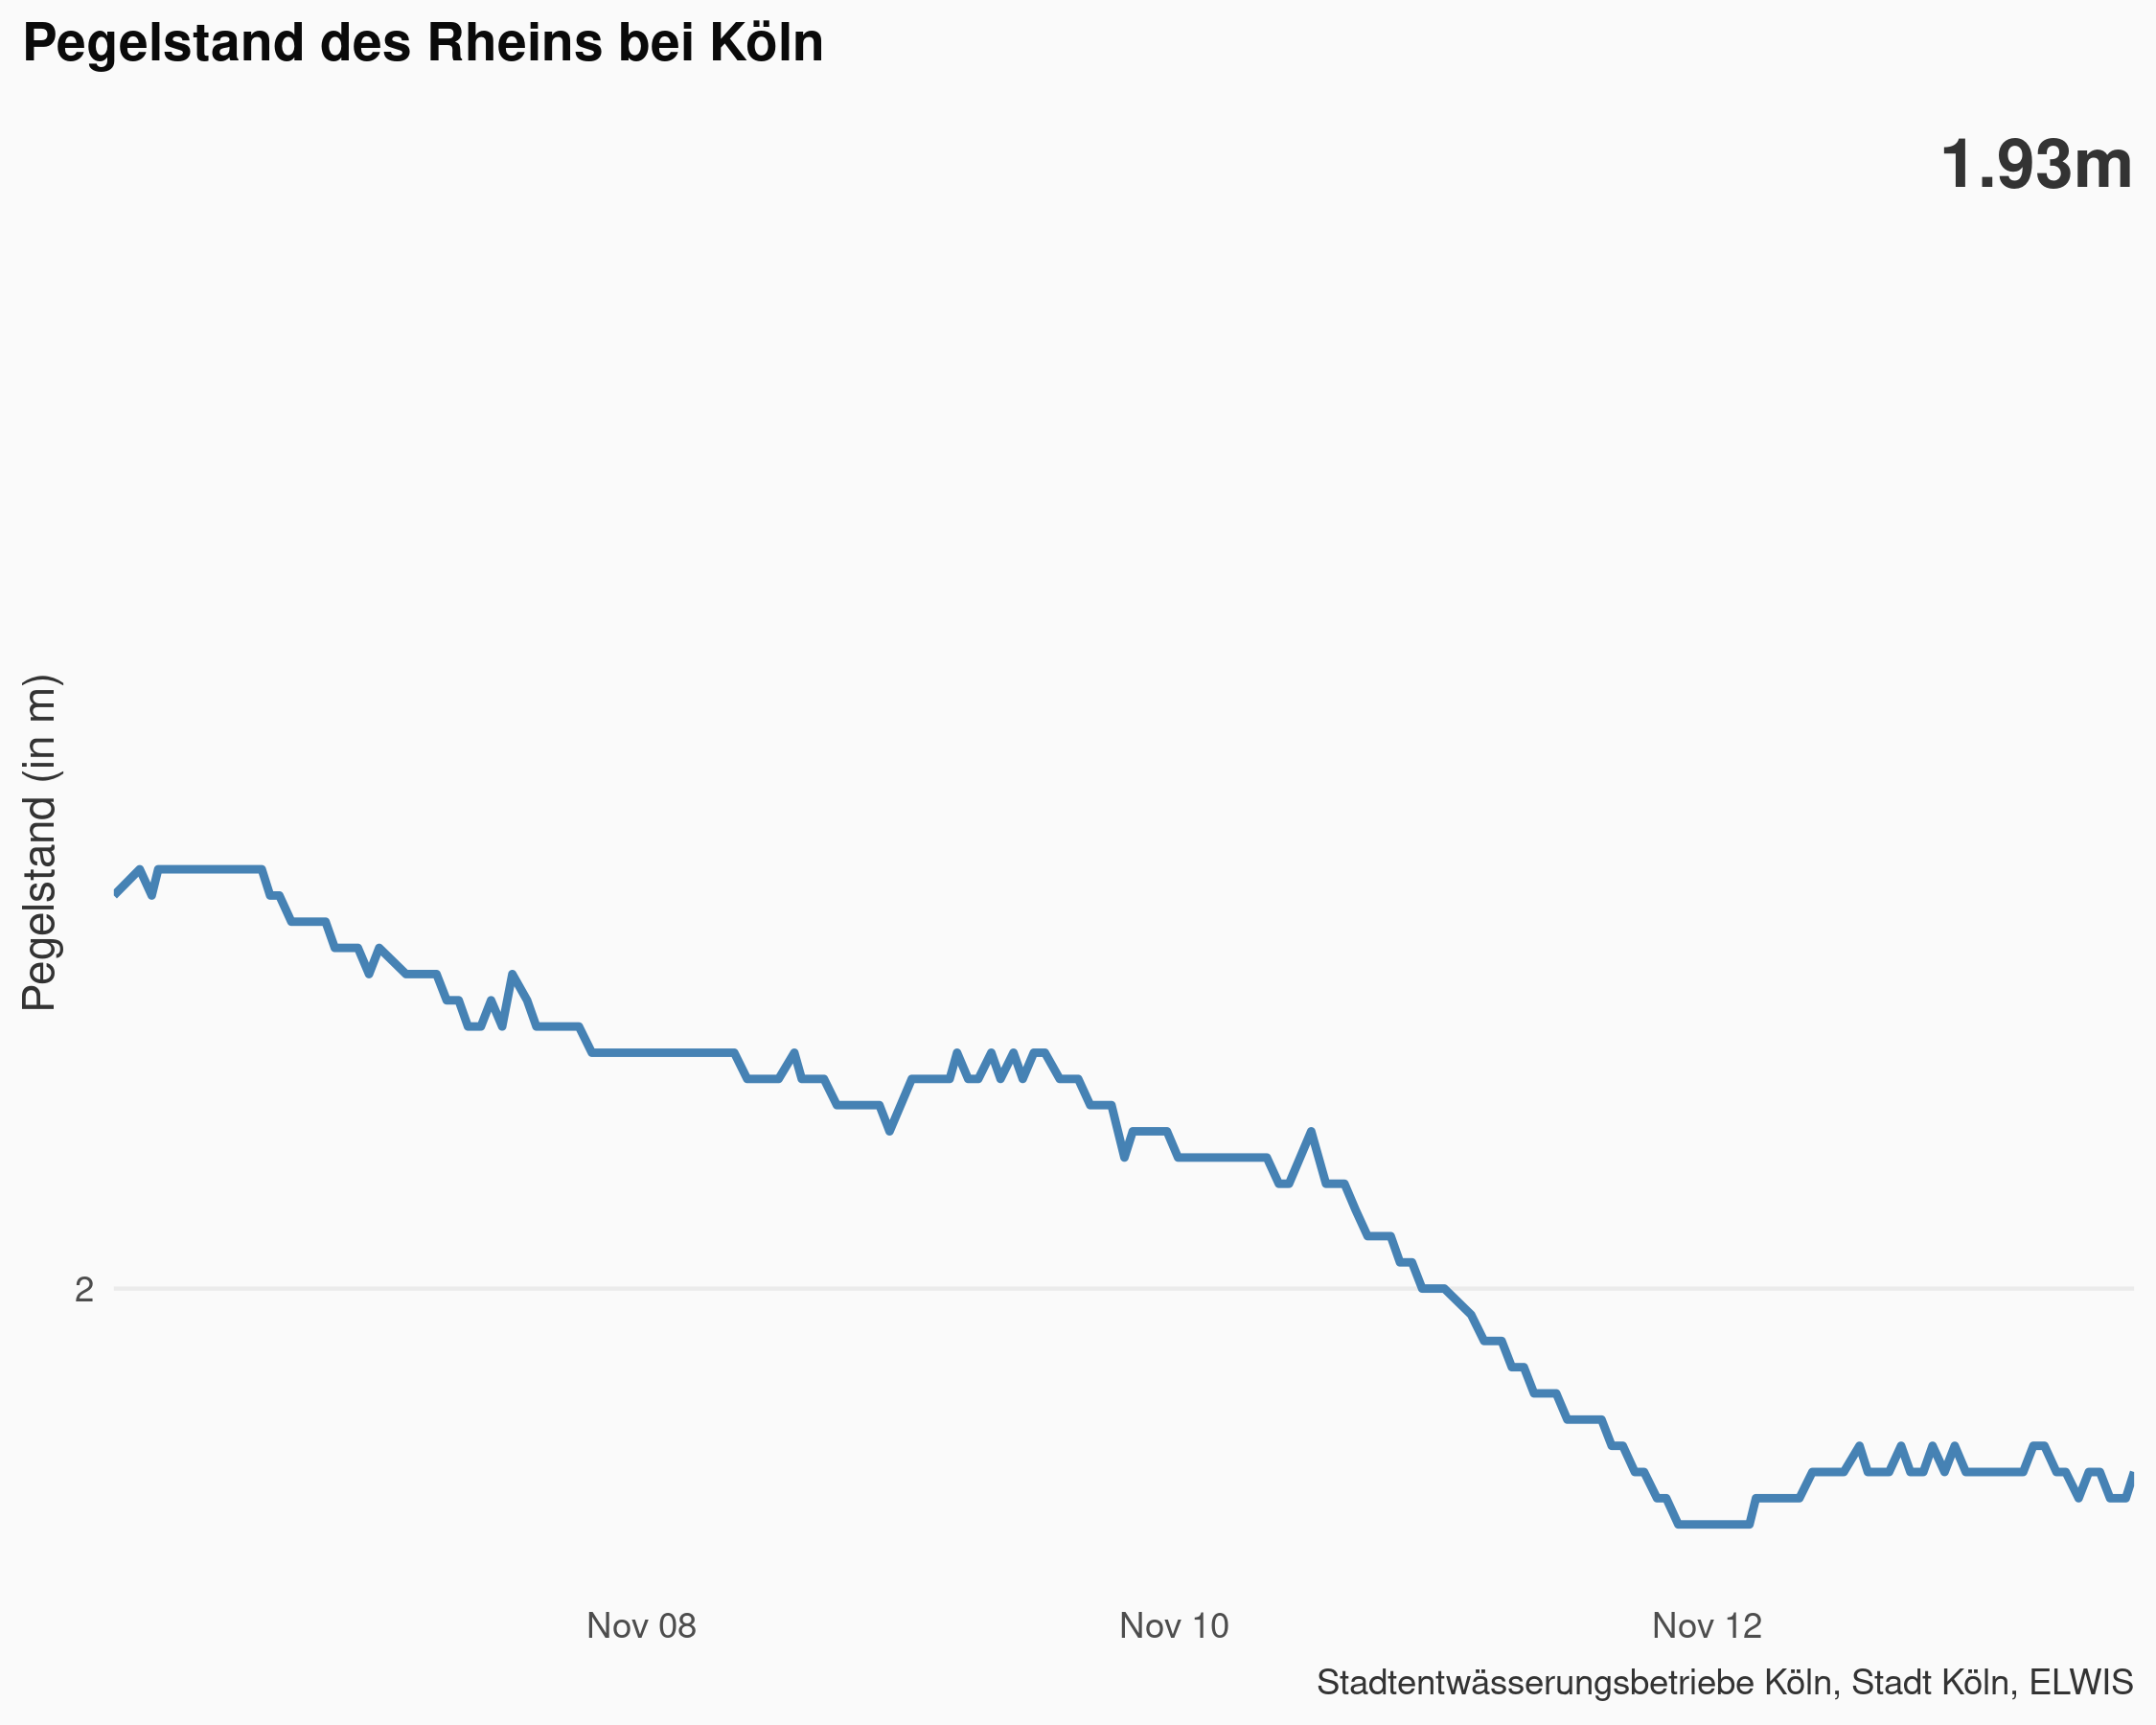 Pegelstand des Rheins bei Köln
1.93m
Pegelstand (in m)
2
Nov 08
Nov 10
Nov 12
Stadtentwässerungsbetriebe Köln, Stadt Köln, ELWIS